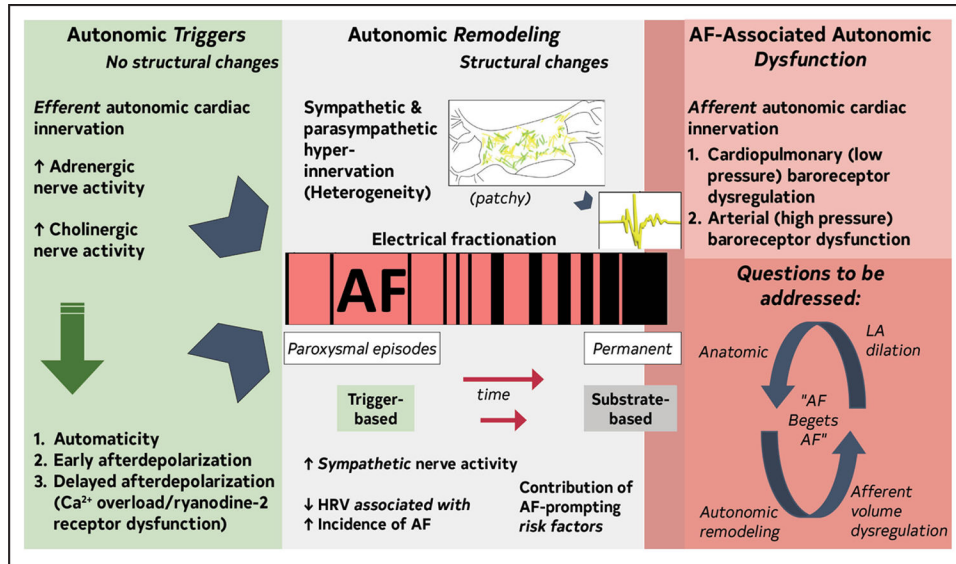 Autonomic Triggers
No structural changes
Efferent autonomic cardiac
innervation
↑ Adrenergic
nerve activity
↑ Cholinergic
nerve activity
1. Automaticity
2. Early afterdepolarization
3. Delayed afterdepolarization
(Ca²⁺ overload/ryanodine-2
receptor dysfunction)
Autonomic Remodeling
Structural changes
Sympathetic &
parasympathetic
hyper-
innervation
(Heterogeneity)
(patchy)
Electrical fractionation
AF
Paroxysmal episodes
Permanent
Trigger-
based
time
Substrate-
based
↑ Sympathetic nerve activity
↓ HRV associated with
↑ Incidence of AF
Contribution of
AF-prompting
risk factors
AF-Associated Autonomic
Dysfunction
Afferent autonomic cardiac
innervation
1. Cardiopulmonary (low
pressure) baroreceptor
dysregulation
2. Arterial (high pressure)
baroreceptor dysfunction
Questions to be
addressed:
Anatomic
LA
dilation
"AF
Begets
AF"
Autonomic
remodeling
Afferent
volume
dysregulation